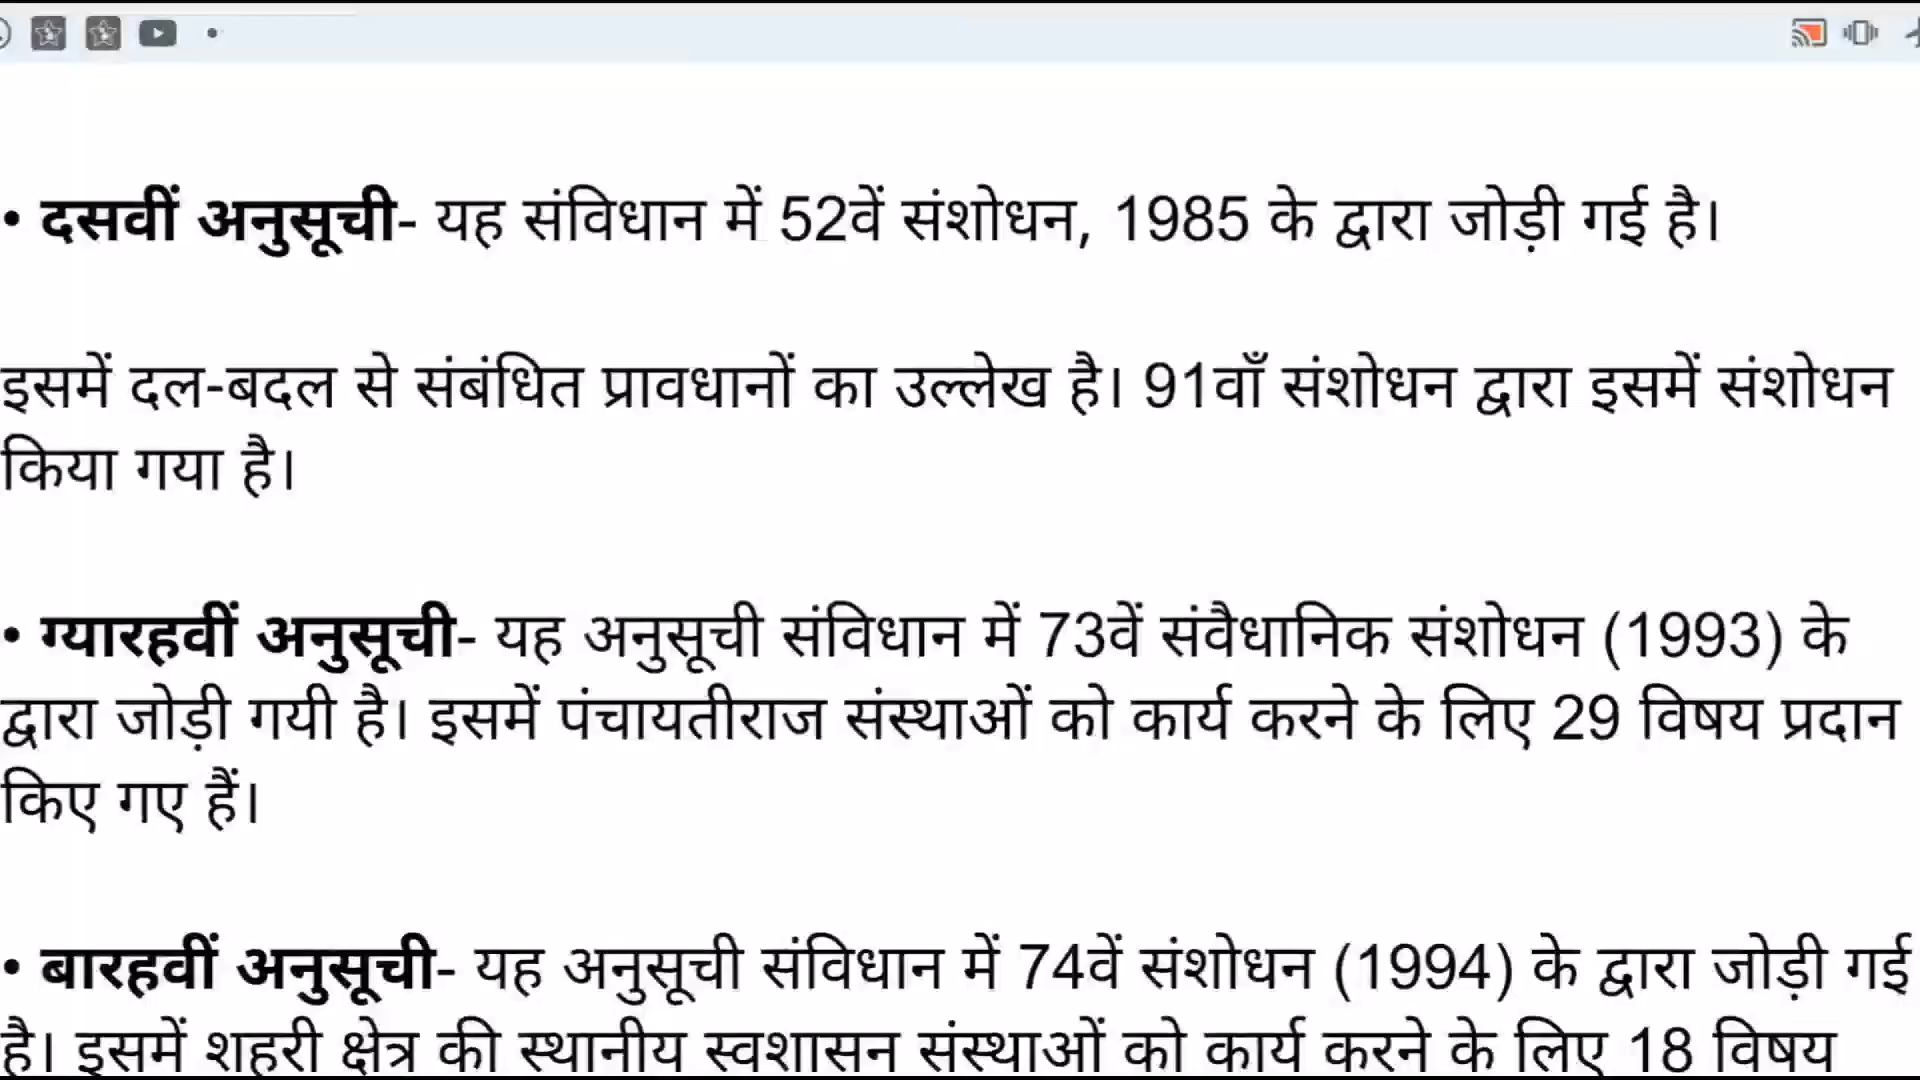 • दसवीं अनुसूची- यह संविधान में 52वें संशोधन, 1985 के द्वारा जोड़ी गई है।
इसमें दल-बदल से संबंधित प्रावधानों का उल्लेख है। 91वाँ संशोधन द्वारा इसमें संशोधन
किया गया है।
• ग्यारहवीं अनुसूची- यह अनुसूची संविधान में 73वें संवैधानिक संशोधन (1993) के
द्वारा जोड़ी गयी है। इसमें पंचायतीराज संस्थाओं को कार्य करने के लिए 29 विषय प्रदान
किए गए हैं।
• बारहवीं अनुसूची- यह अनुसूची संविधान में 74वें संशोधन (1994) के द्वारा जोड़ी गई
है। इसमें शहरी क्षेत्र की स्थानीय स्वशासन संस्थाओं को कार्य करने के लिए 18 विषय